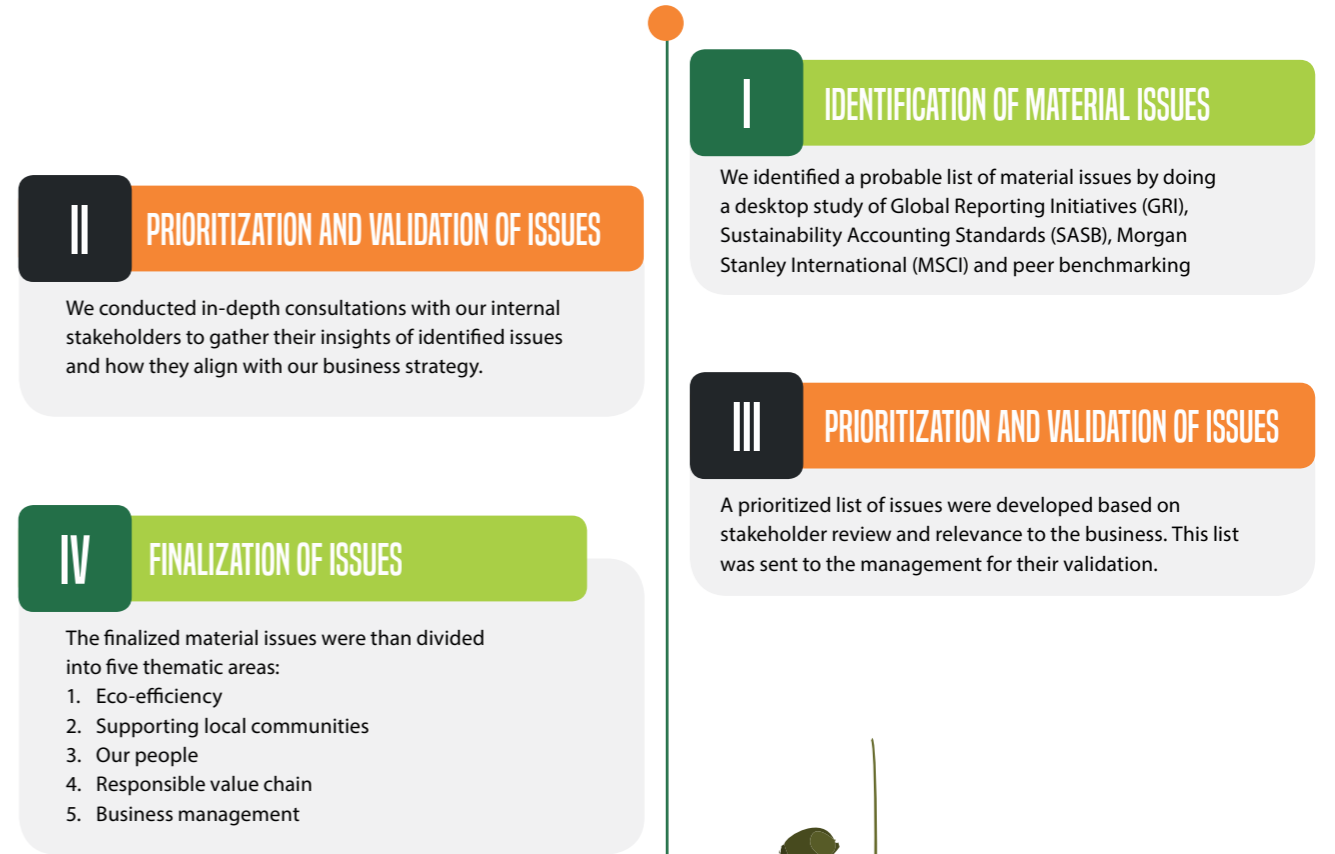 I
IDENTIFICATION OF MATERIAL ISSUES
We identified a probable list of material issues by doing
a desktop study of Global Reporting Initiatives (GRI),
Sustainability Accounting Standards (SASB), Morgan
Stanley International (MSCI) and peer benchmarking
II
PRIORITIZATION AND VALIDATION OF ISSUES
We conducted in-depth consultations with our internal
stakeholders to gather their insights of identified issues
and how they align with our business strategy.
III
PRIORITIZATION AND VALIDATION OF ISSUES
A prioritized list of issues were developed based on
stakeholder review and relevance to the business. This list
was sent to the management for their validation.
IV
FINALIZATION OF ISSUES
The finalized material issues were than divided
into five thematic areas:
1. Eco-efficiency
2. Supporting local communities
3. Our people
4. Responsible value chain
5. Business management